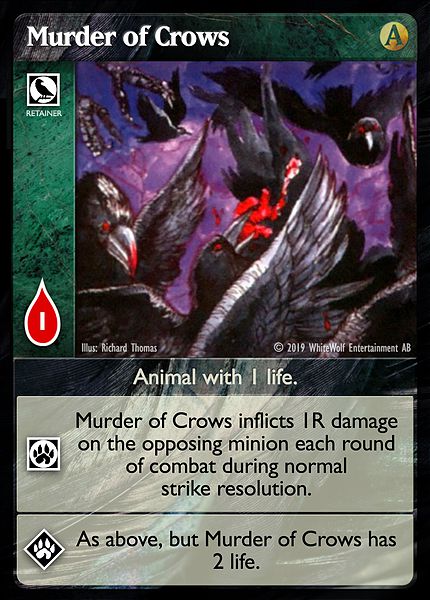 Murder of Crows
A
RETAINER
1
Illus: Richard Thomas
© 2019 WhiteWolf Entertainment AB
Animal with 1 life.
Murder of Crows inflicts 1R damage
on the opposing minion each round
of combat during normal
strike resolution.
As above, but Murder of Crows has
2 life.